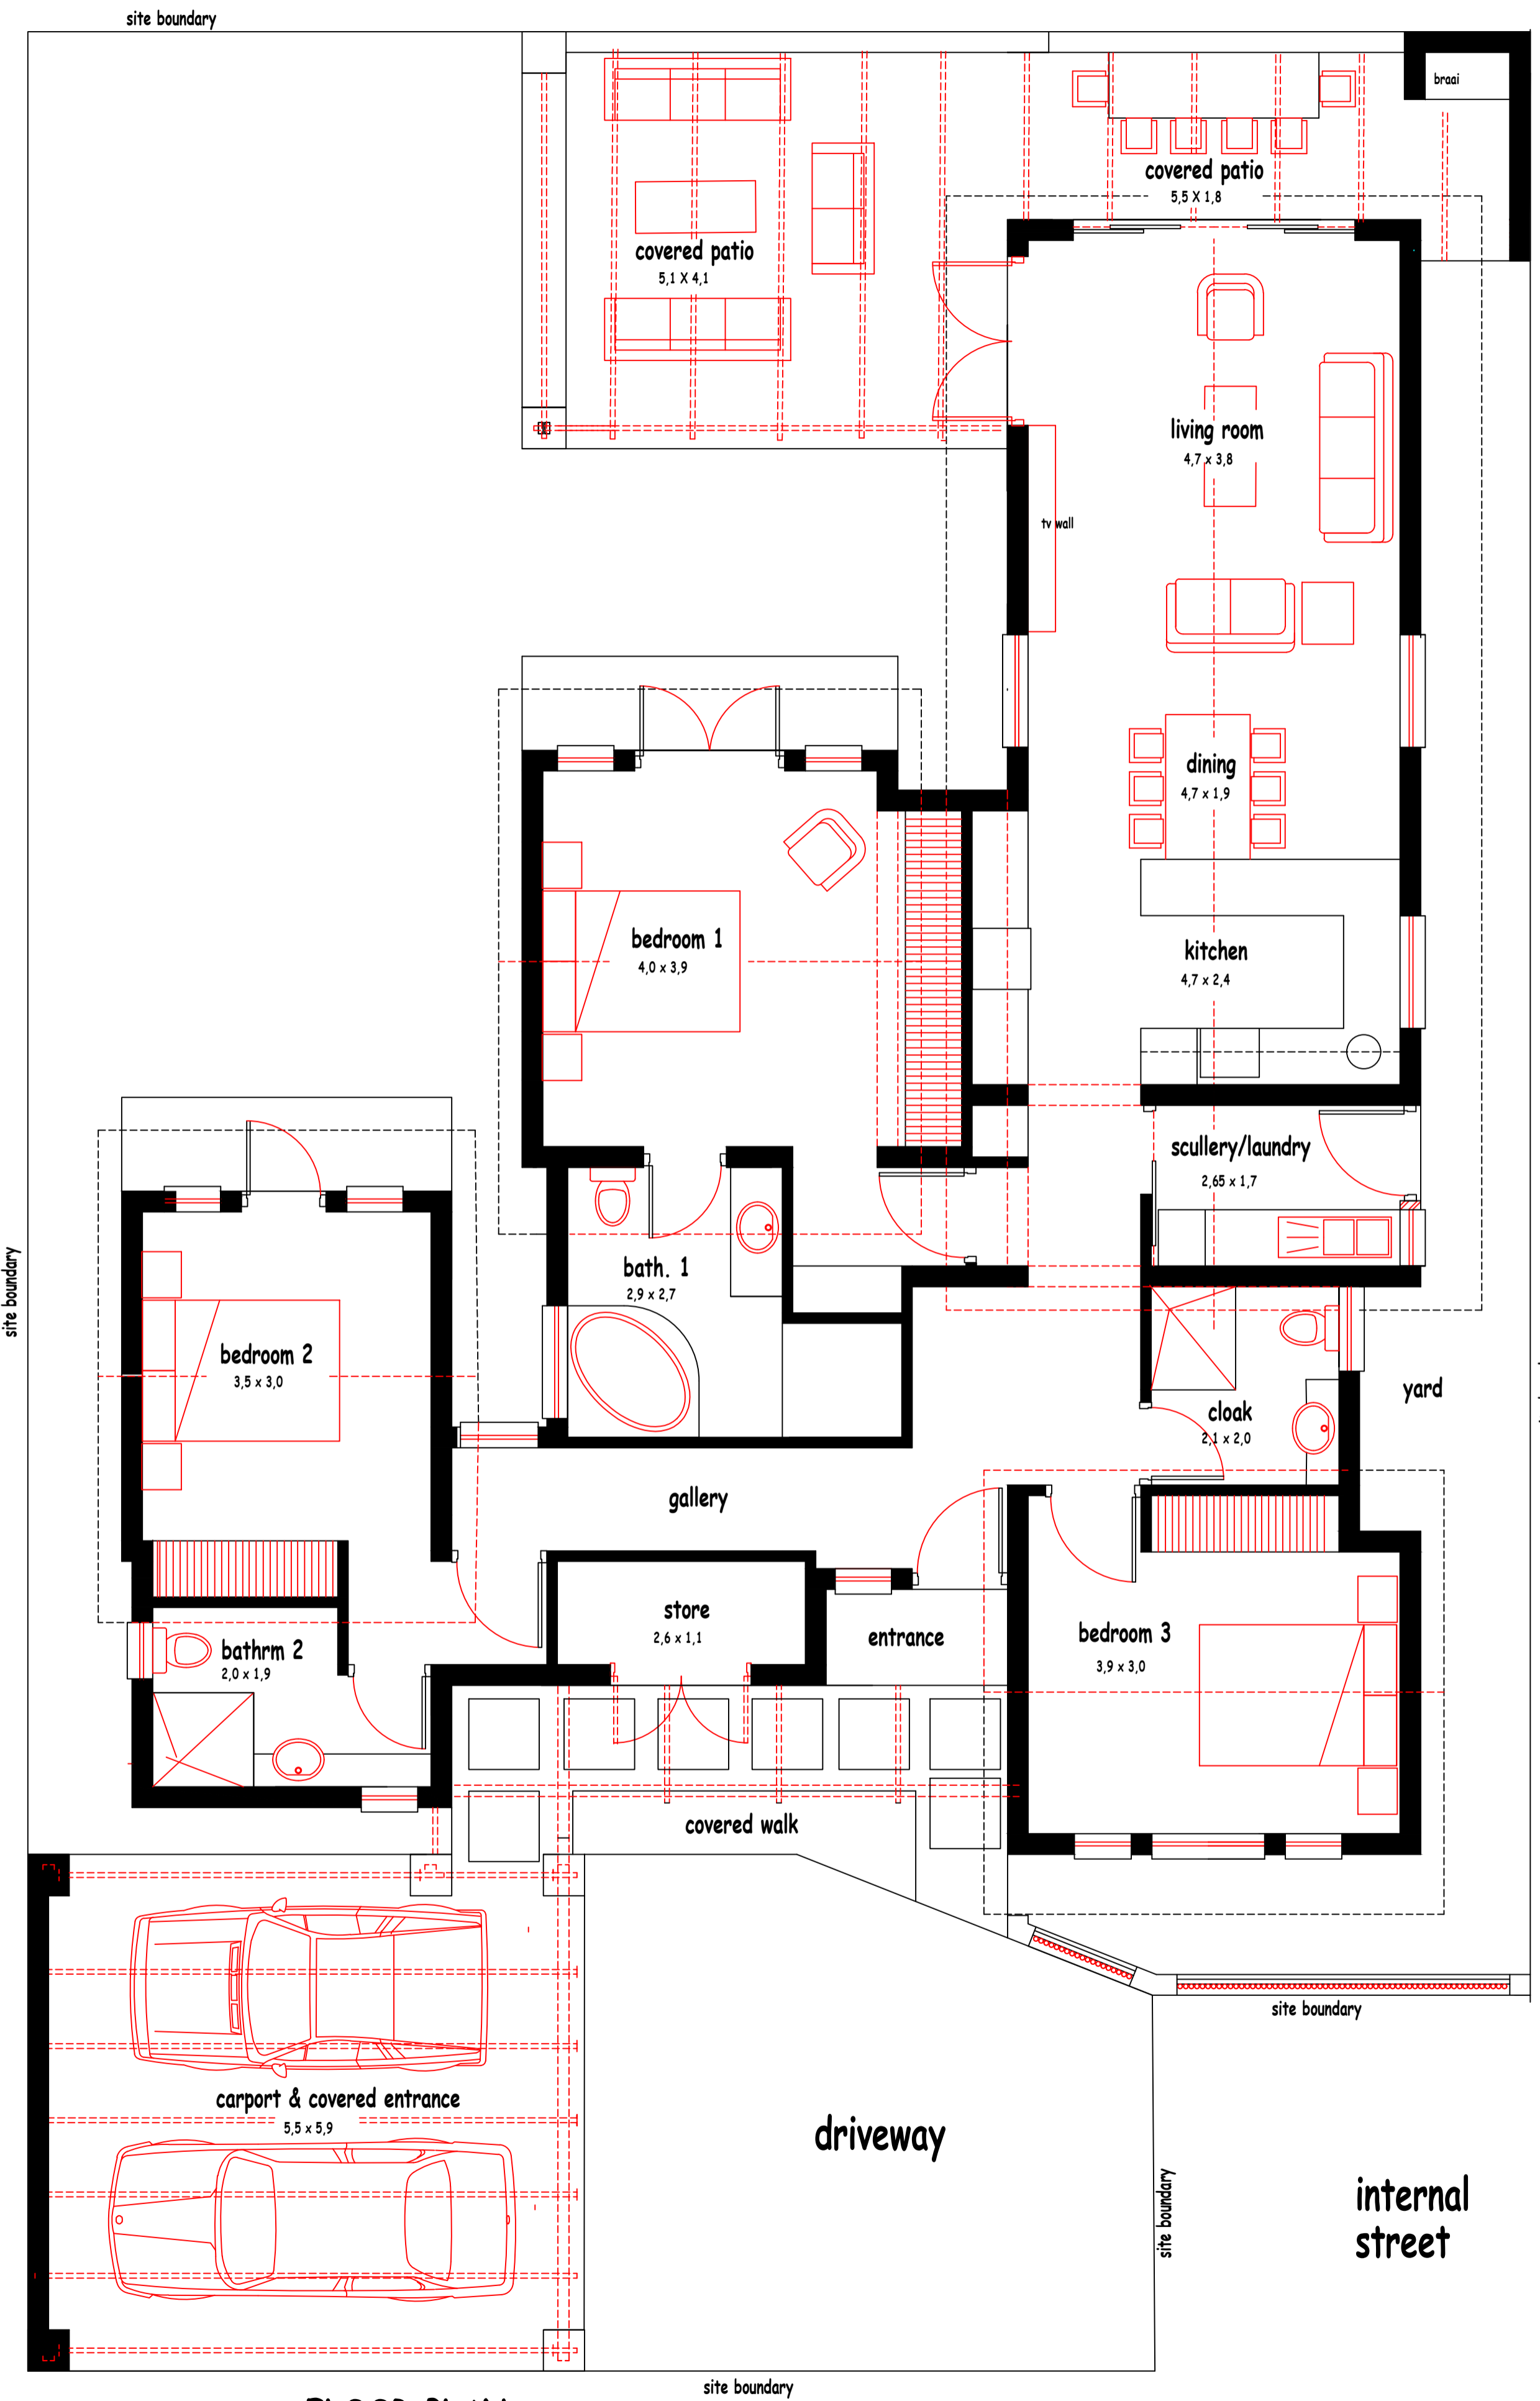 site boundary
braai
covered patio
5,5 X 1,8
covered patio
5,1 X 4,1
living room
4,7 x 3,8
tv wall
dining
4,7 x 1,9
bedroom 1
4,0 x 3,9
kitchen
4,7 x 2,4
scullery/laundry
2,65 x 1,7
bath. 1
2,9 x 2,7
site boundary
bedroom 2
3,5 x 3,0
yard
cloak
2,1 x 2,0
gallery
store
2,6 x 1,1
entrance
bedroom 3
3,9 x 3,0
bathrm 2
2,0 x 1,9
covered walk
site boundary
carport & covered entrance
5,5 x 5,9
driveway
site boundary
internal
street
site boundary